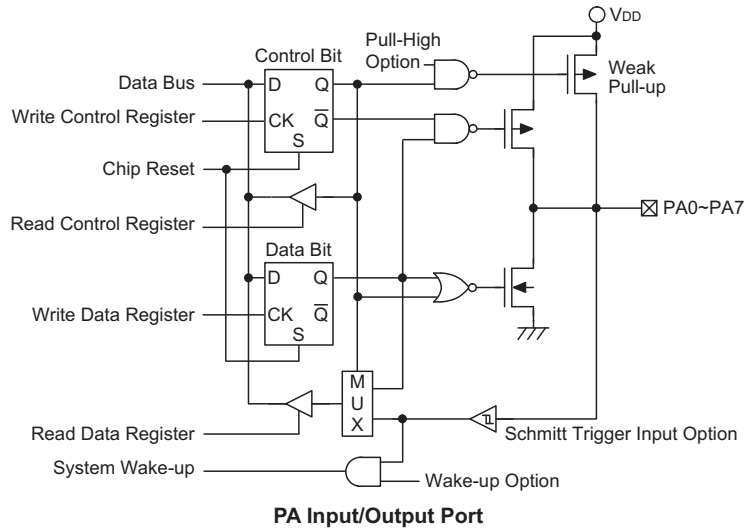 VDD
Control Bit
Pull-High
Option
Data Bus
D
Q
Weak
Pull-up
Write Control Register
CK
Q
S
Chip Reset
Read Control Register
PA0~PA7
Data Bit
D
Q
Write Data Register
CK
Q
S
M
U
X
Read Data Register
Schmitt Trigger Input Option
System Wake-up
Wake-up Option
PA Input/Output Port